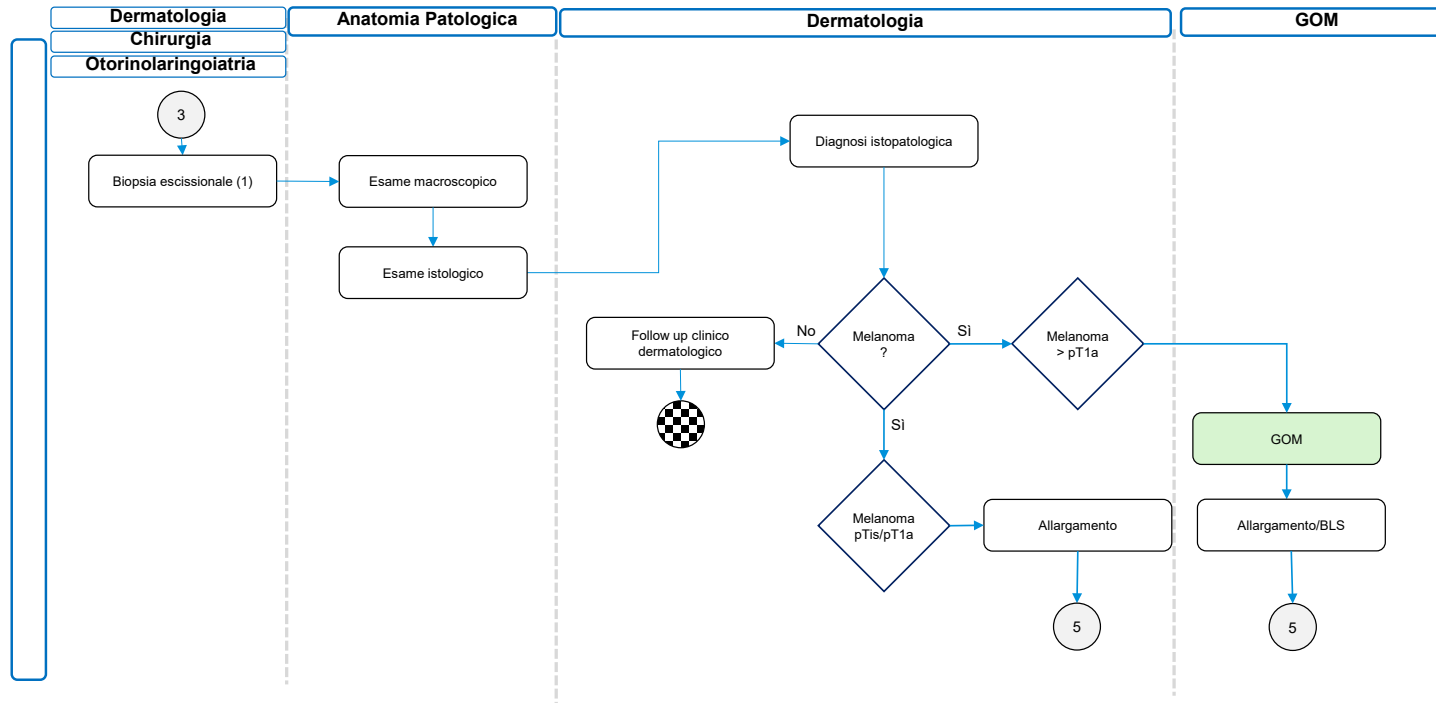 Dermatologia
Chirurgia
Otorinolaringoiatria
Anatomia Patologica
Dermatologia
GOM
3
Biopsia escissionale (1)
Esame macroscopico
Esame istologico
Diagnosi istopatologica
Melanoma
?
No
Sì
Sì
Follow up clinico
dermatologico
Melanoma
> pT1a
GOM
Melanoma
pTis/pT1a
Allargamento
Allargamento/BLS
5
5